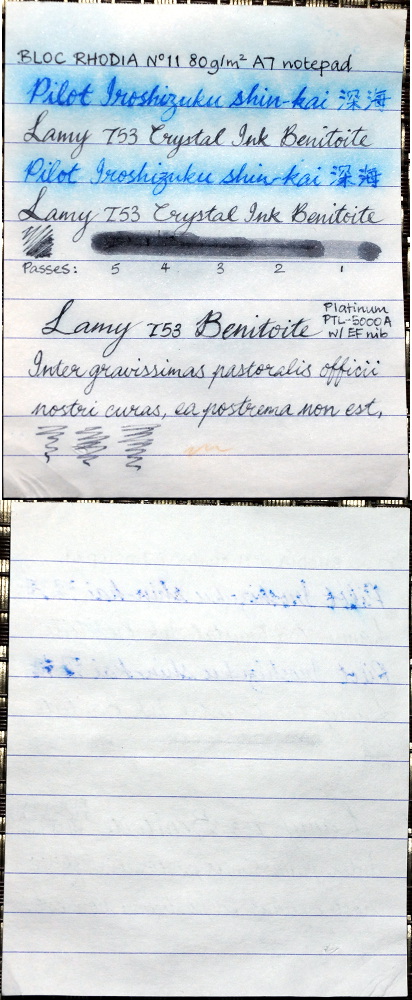 BLOC RHODIA Nº11 80g/m² A7 notepad
Pilot Iroshizuku shin-kai 深海
Lamy T53 Crystal Ink Benitoite
Pilot Iroshizuku shin-kai 深海
Lamy T53 Crystal Ink Benitoite
Passes: 5 4 3 2 1
Lamy T53 Benitoite
Platinum
PTL-5000A
w/ EF nib
Inter gravissimas pastoralis officii
nostri curas, ea postrema non est,